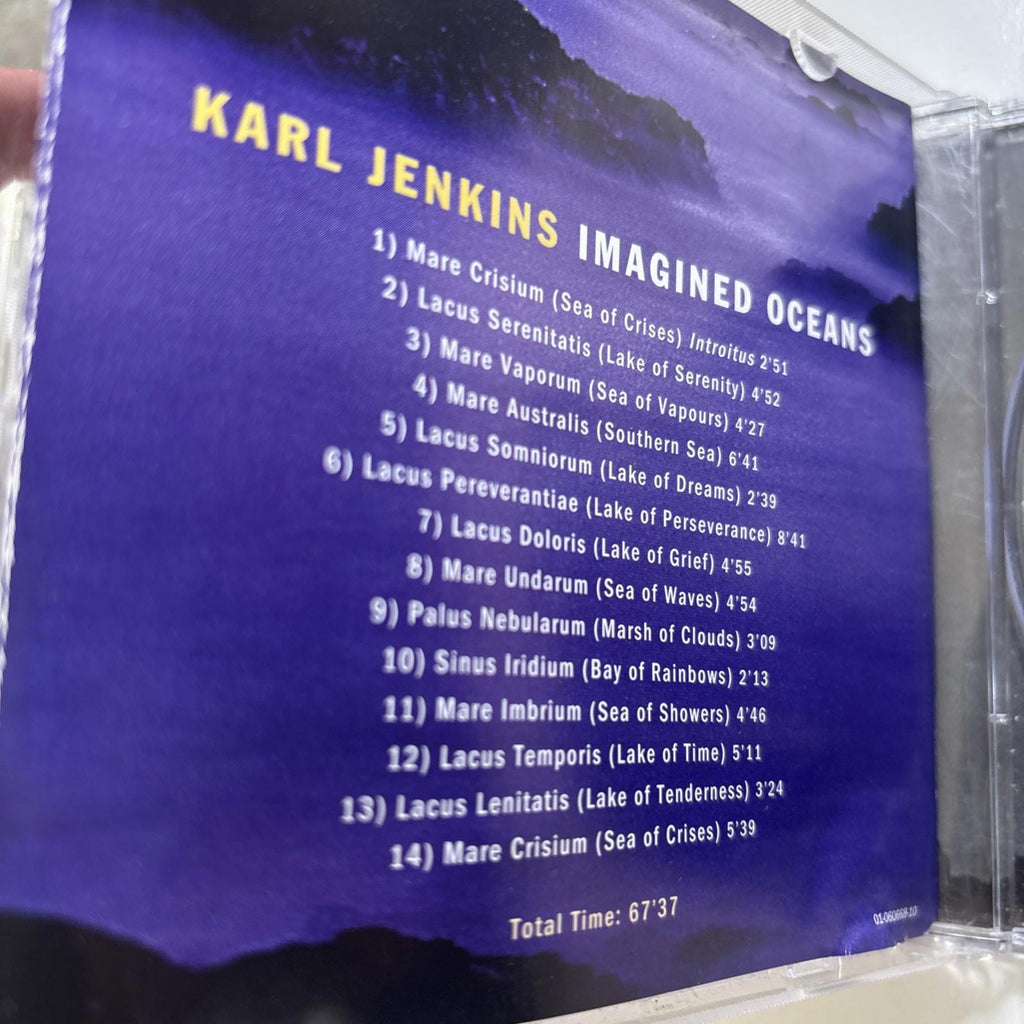 KARL JENKINS IMAGINED OCEANS
1) Mare Crisium (Sea of Crises) Introitus 2'51
2) Lacus Serenitatis (Lake of Serenity) 4'52
3) Mare Vaporum (Sea of Vapours) 4'27
4) Mare Australis (Southern Sea) 6'41
5) Lacus Somniorum (Lake of Dreams) 2'39
6) Lacus Pereverantiae (Lake of Perseverance) 8'41
7) Lacus Doloris (Lake of Grief) 4'55
8) Mare Undarum (Sea of Waves) 4'54
9) Palus Nebularum (Marsh of Clouds) 3'09
10) Sinus Iridium (Bay of Rainbows) 2'13
11) Mare Imbrium (Sea of Showers) 4'46
12) Lacus Temporis (Lake of Time) 5'11
13) Lacus Lenitatis (Lake of Tenderness) 3'24
14) Mare Crisium (Sea of Crises) 5'39
Total Time: 67'37
01-060668-10